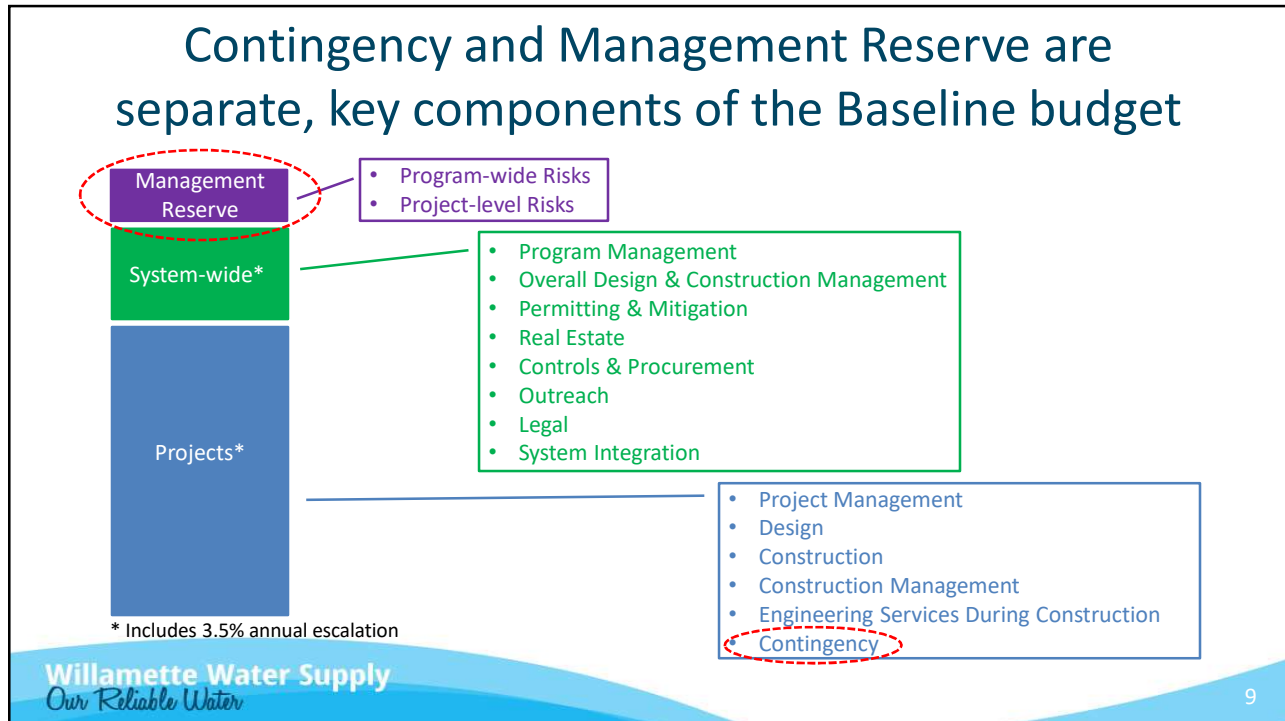 Contingency and Management Reserve are
separate, key components of the Baseline budget
Management
Reserve
• Program-wide Risks
• Project-level Risks
System-wide*
• Program Management
• Overall Design & Construction Management
• Permitting & Mitigation
• Real Estate
• Controls & Procurement
• Outreach
• Legal
• System Integration
Projects*
• Project Management
• Design
• Construction
• Construction Management
• Engineering Services During Construction
• Contingency
* Includes 3.5% annual escalation
Willamette Water Supply
Our Reliable Water
9